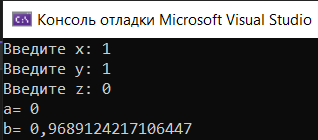 Консоль отладки Microsoft Visual Studio
Введите x: 1
Введите y: 1
Введите z: 0
a= 0
b= 0,9689124217106447